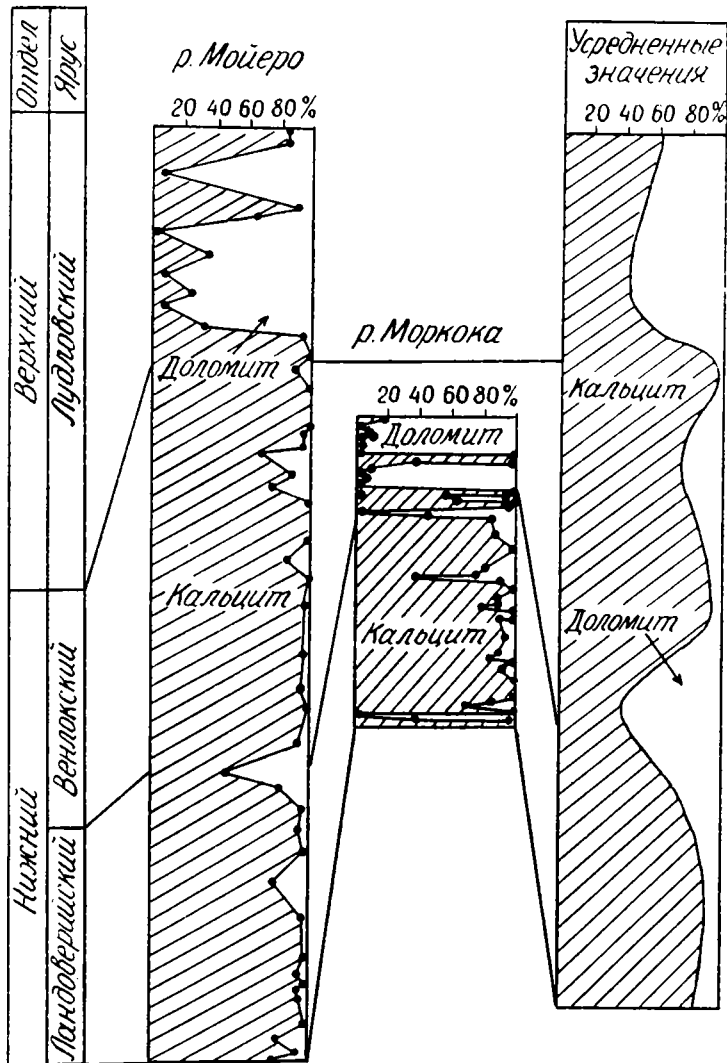 Отдел
Ярус
Верхний
Нижний
Лудловский
Венлокский
Ландоверийский
р. Мойеро
20 40 60 80 %
Доломит
Кальцит
р. Моркока
20 40 60 80 %
Доломит
Кальцит
Усредненные
значения
20 40 60 80 %
Кальцит
Доломит